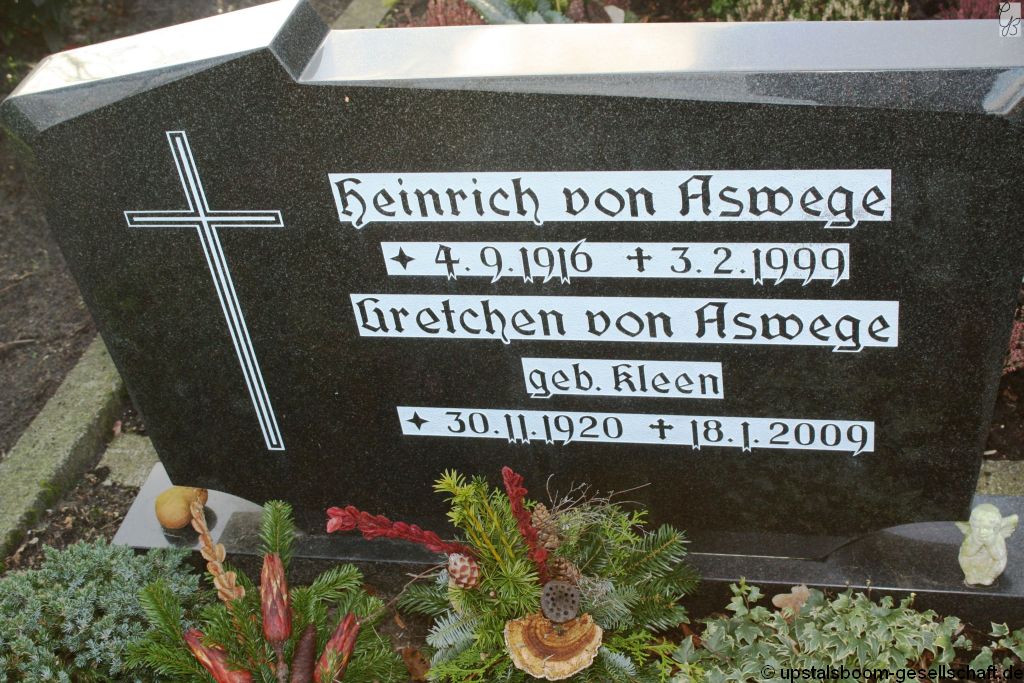 Heinrich von Aswege
✦ 4.9.1916 ✝ 3.2.1999
Gretchen von Aswege
geb. Kleen
✦ 30.11.1920 ✝ 18.1.2009
© upstalsboom-gesellschaft.de